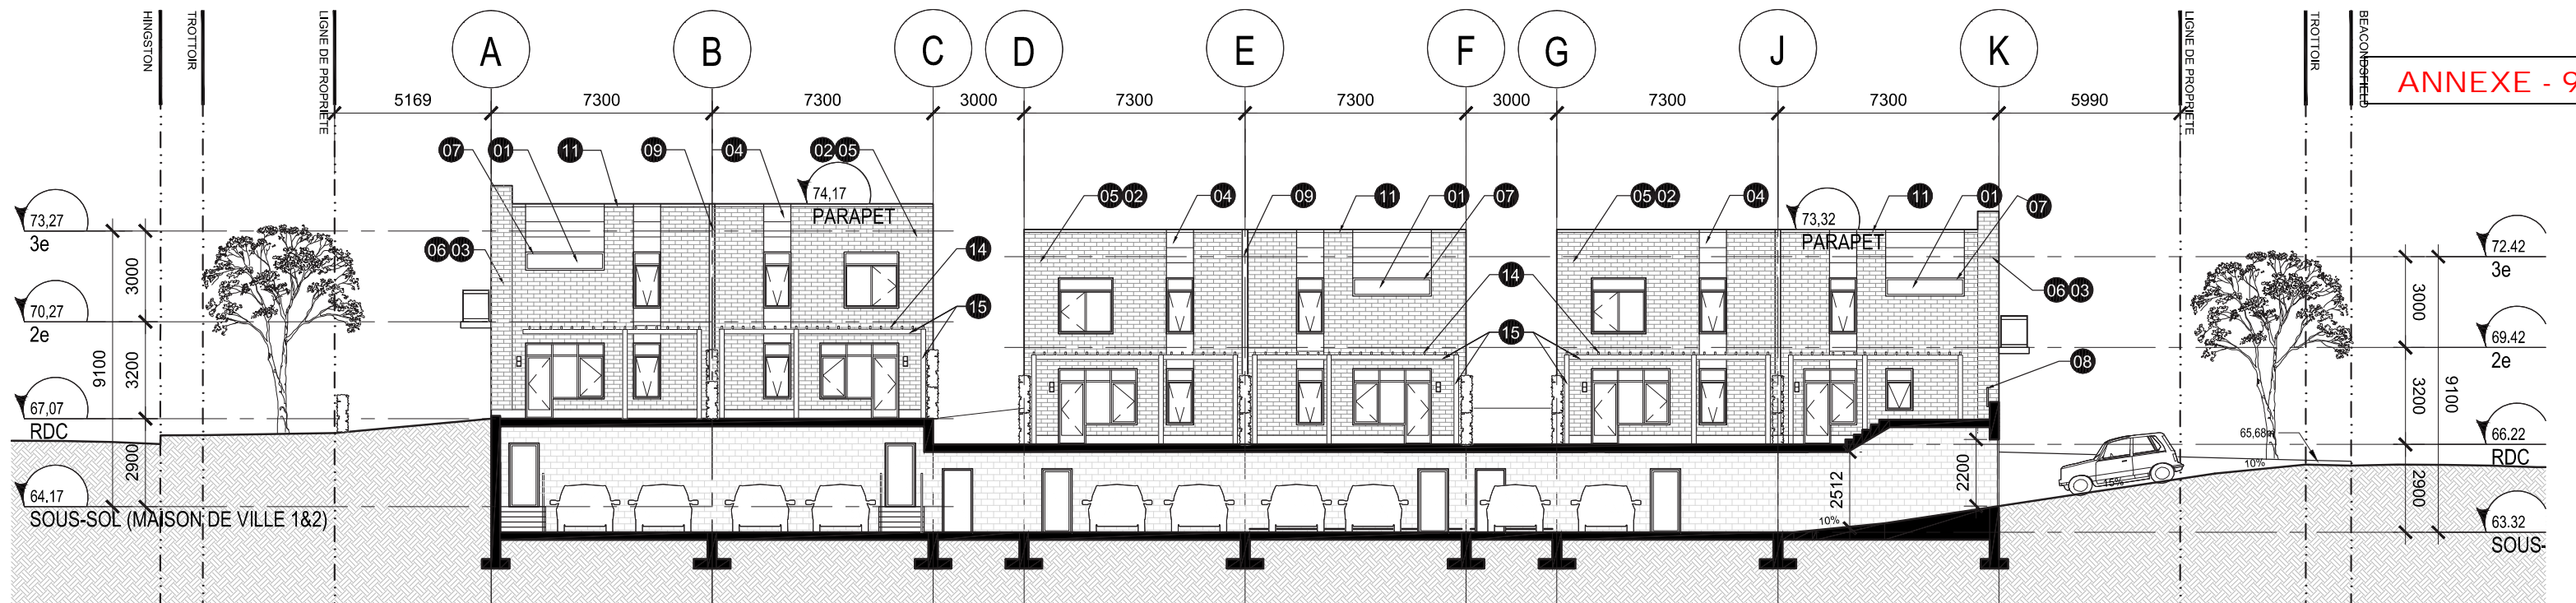 HINGSTON
TROTTOIR
LIGNE DE PROPRIETE
A
B
C
D
E
F
G
J
K
LIGNE DE PROPRIETE
TROTTOIR
BEACONDSFIELD
ANNEXE - 9
5169
7300
7300
3000
7300
7300
3000
7300
7300
5990
07
01
11
09
04
02
05
74,17
PARAPET
05
02
04
09
11
01
07
05
02
04
73,32
PARAPET
11
01
07
06
03
14
15
14
15
06
03
08
73,27
3e
70,27
2e
67,07
RDC
64,17
SOUS-SOL (MAISON DE VILLE 1&2)
3000
3200
9100
2900
2512
2200
10%
15%
10%
65,68m
3000
3200
9100
2900
72.42
3e
69.42
2e
66.22
RDC
63.32
SOUS-